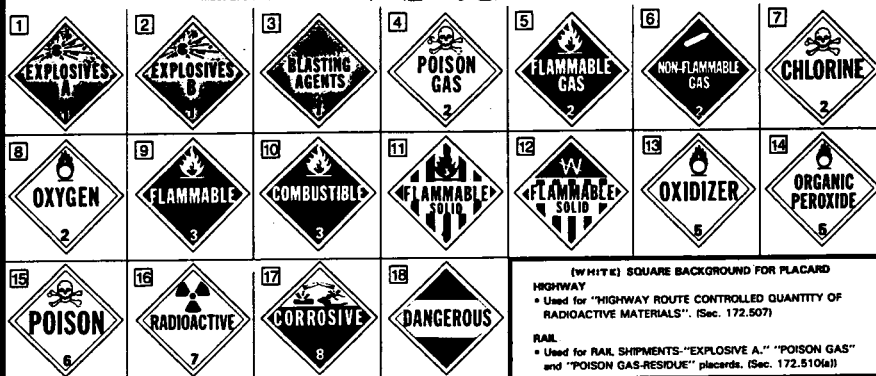 1
EXPLOSIVES
A
1
2
EXPLOSIVES
B
1
3
BLASTING
AGENTS
1
4
POISON
GAS
2
5
FLAMMABLE
GAS
2
6
NON-FLAMMABLE
GAS
2
7
CHLORINE
2
8
OXYGEN
2
9
FLAMMABLE
3
10
COMBUSTIBLE
3
11
FLAMMABLE
SOLID
12
W
FLAMMABLE
SOLID
13
OXIDIZER
5
14
ORGANIC
PEROXIDE
5
15
POISON
6
16
RADIOACTIVE
7
17
CORROSIVE
8
18
DANGEROUS
(WHITE) SQUARE BACKGROUND FOR PLACARD
HIGHWAY
• Used for "HIGHWAY ROUTE CONTROLLED QUANTITY OF
RADIOACTIVE MATERIALS". (Sec. 172.507)
RAIL
• Used for RAIL SHIPMENTS-"EXPLOSIVE A." "POISON GAS"
and "POISON GAS-RESIDUE" placards. (Sec. 172.510(a))